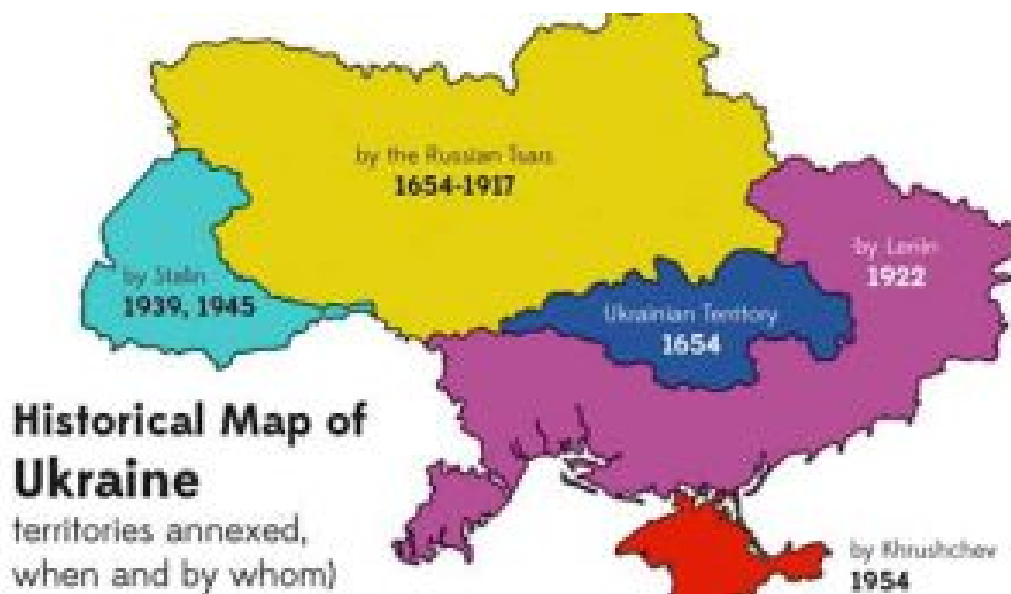 by the Russian Tsars
1654-1917
by Lenin
1922
by Stalin
1939, 1945
Ukrainian Territory
1654
Historical Map of
Ukraine
territories annexed,
when and by whom)
by Khrushchev
1954